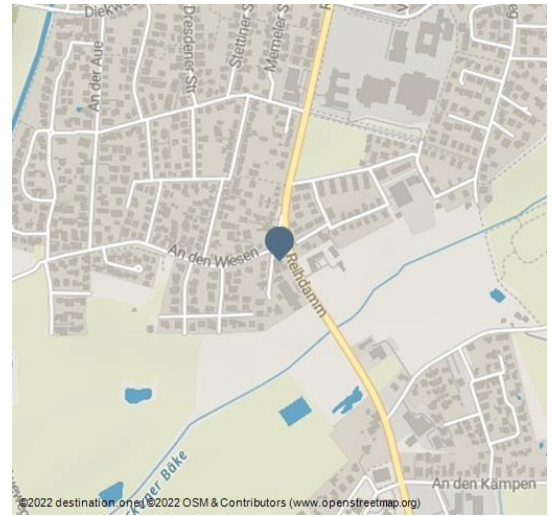 Diekweg
An der Aue
Dresdener Str
Stettiner S
Memeler S
An den Wiesen
Reihdamm
An den Kämpen
©2022 destination.one | ©2022 OSM & Contributors (www.openstreetmap.org)